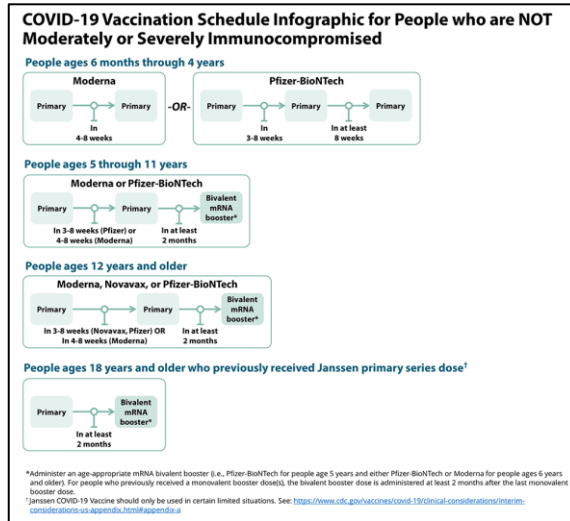 COVID-19 Vaccination Schedule Infographic for People who are NOT
Moderately or Severely Immunocompromised
People ages 6 months through 4 years
Moderna
Primary
Primary
In
4-8 weeks
-OR-
Pfizer-BioNTech
Primary
Primary
Primary
In
3-8 weeks
In at least
8 weeks
People ages 5 through 11 years
Moderna or Pfizer-BioNTech
Primary
Primary
Bivalent
mRNA
booster*
In 3-8 weeks (Pfizer) or
4-8 weeks (Moderna)
In at least
2 months
People ages 12 years and older
Moderna, Novavax, or Pfizer-BioNTech
Primary
Primary
Bivalent
mRNA
booster*
In 3-8 weeks (Novavax, Pfizer) OR
In 4-8 weeks (Moderna)
In at least
2 months
People ages 18 years and older who previously received Janssen primary series dose†
Primary
Bivalent
mRNA
booster*
In at least
2 months
*Administer an age-appropriate mRNA bivalent booster (i.e., Pfizer-BioNTech for people age 5 years and either Pfizer-BioNTech or Moderna for people ages 6 years
and older). For people who previously received a monovalent booster dose(s), the bivalent booster dose is administered at least 2 months after the last monovalent
booster dose.
† Janssen COVID-19 Vaccine should only be used in certain limited situations. See: https://www.cdc.gov/vaccines/covid-19/clinical-considerations/interim-
considerations-us-appendix.html#appendix-a